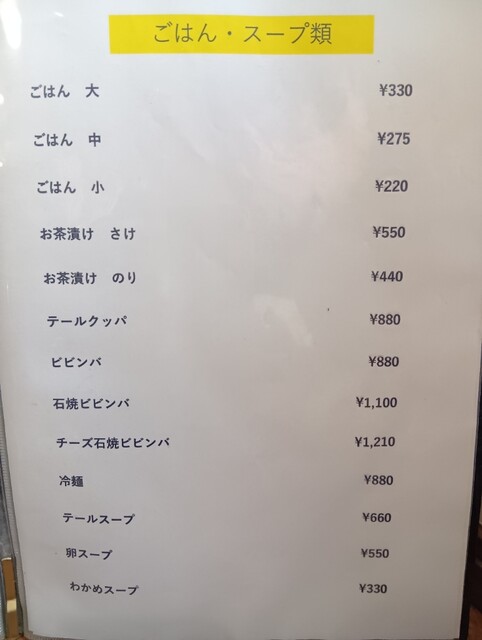 ごはん・スープ類
ごはん　大　¥330
ごはん　中　¥275
ごはん　小　¥220
お茶漬け　さけ　¥550
お茶漬け　のり　¥440
テールクッパ　¥880
ビビンバ　¥880
石焼ビビンバ　¥1,100
チーズ石焼ビビンバ　¥1,210
冷麺　¥880
テールスープ　¥660
卵スープ　¥550
わかめスープ　¥330